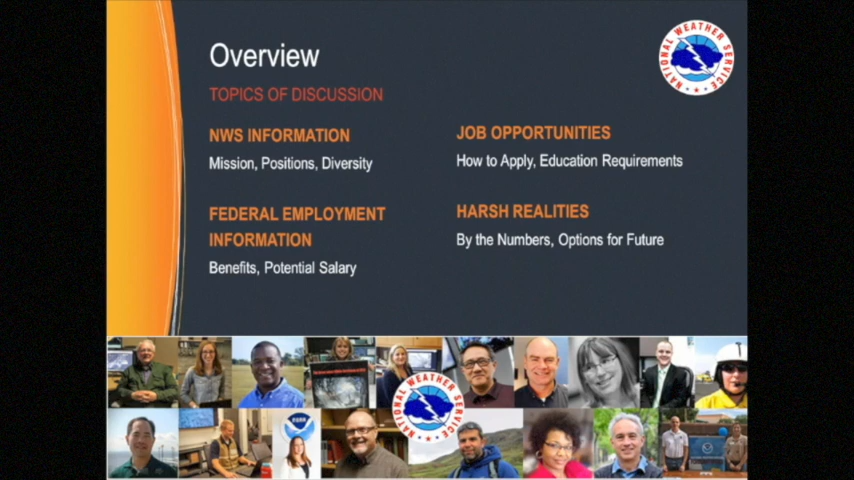 Overview
TOPICS OF DISCUSSION
NWS INFORMATION
Mission, Positions, Diversity
FEDERAL EMPLOYMENT
INFORMATION
Benefits, Potential Salary
JOB OPPORTUNITIES
How to Apply, Education Requirements
HARSH REALITIES
By the Numbers, Options for Future
NATIONAL WEATHER SERVICE
NATIONAL WEATHER SERVICE